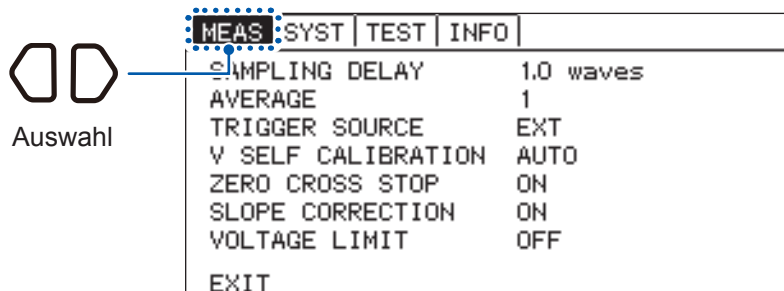 MEAS SYST TEST INFO
Auswahl
SAMPLING DELAY 1.0 waves
AVERAGE 1
TRIGGER SOURCE EXT
V SELF CALIBRATION AUTO
ZERO CROSS STOP ON
SLOPE CORRECTION ON
VOLTAGE LIMIT OFF
EXIT